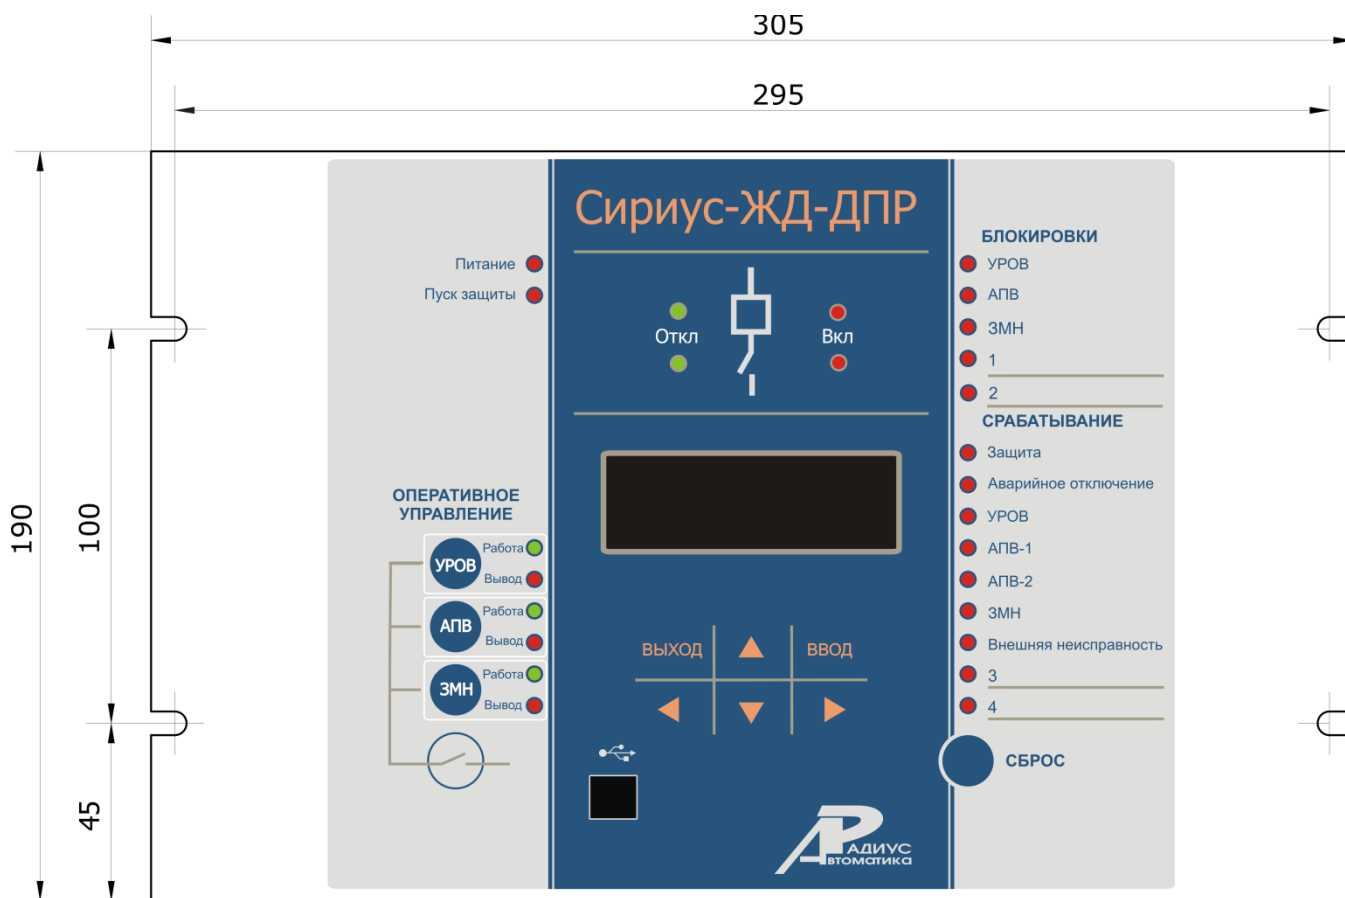 305
295
Сириус-ЖД-ДПР
Питание
Пуск защиты
Откл
Вкл
БЛОКИРОВКИ
УРОВ
АПВ
ЗМН
1
2
СРАБАТЫВАНИЕ
Защита
Аварийное отключение
УРОВ
АПВ-1
АПВ-2
ЗМН
Внешняя неисправность
3
4
СБРОС
190
100
45
ОПЕРАТИВНОЕ
УПРАВЛЕНИЕ
УРОВ
Работа
Вывод
АПВ
Работа
Вывод
ЗМН
Работа
Вывод
ВЫХОД
ВВОД
РАДИУС
Автоматика